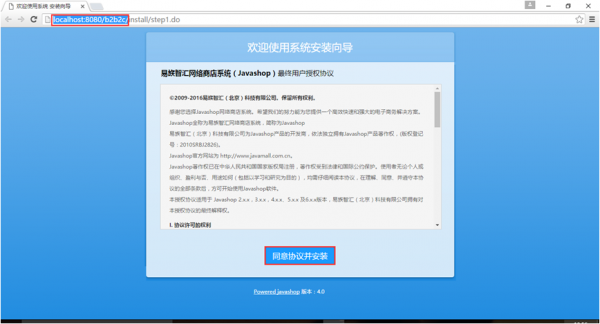 欢迎使用系统 安装向导
localhost:8080/b2b2c/install/step1.do
欢迎使用系统安装向导
易族智汇网络商店系统（Javashop）最终用户授权协议
©2009-2016易族智汇（北京）科技有限公司。保留所有权利。
感谢您选择Javashop网络商店系统。希望我们的努力能为您提供一个高效快速和强大的电子商务解决方案。
Javashop全称为易族智汇网络商店系统，简称为Javashop
易族智汇（北京）科技有限公司为Javashop产品的开发商，依法独立拥有Javashop产品著作权，(版权登记
号：2010SRBJ2826)。
Javashop官方网站为 http://www.javamall.com.cn。
Javashop著作权已在中华人民共和国国家版权局注册，著作权受到法律和国际公约保护。使用者无论个人或
组织、盈利与否、用途如何（包括以学习和研究为目的），均需仔细阅读本协议，在理解、同意、并遵守本协
议的全部条款后，方可开始使用Javashop软件。
本授权协议适用于 Javashop 2.x.x，3.x.x，4.x.x，5.x.x 及6.x.x版本，易族智汇（北京）科技有限公司拥有对
本授权协议的最终解释权。
I. 协议许可的权利
同意协议并安装
Powered javashop 版本：4.0